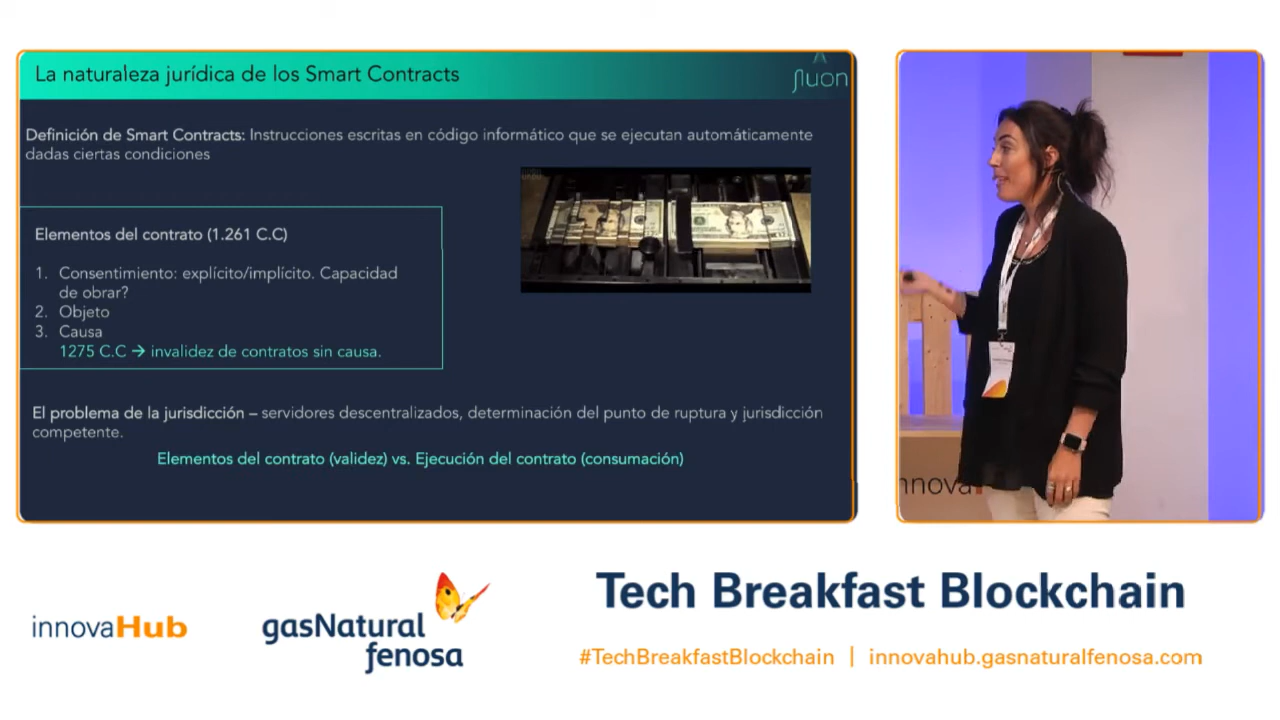 La naturaleza jurídica de los Smart Contracts
fluon
Definición de Smart Contracts: Instrucciones escritas en código informático que se ejecutan automáticamente
dadas ciertas condiciones
Elementos del contrato (1.261 C.C)
1. Consentimiento: explícito/implícito. Capacidad
de obrar?
2. Objeto
3. Causa
1275 C.C → invalidez de contratos sin causa.
El problema de la jurisdicción – servidores descentralizados, determinación del punto de ruptura y jurisdicción
competente.
Elementos del contrato (validez) vs. Ejecución del contrato (consumación)
innova
innovaHub
gasNatural
fenosa
Tech Breakfast Blockchain
#TechBreakfastBlockchain | innovahub.gasnaturalfenosa.com